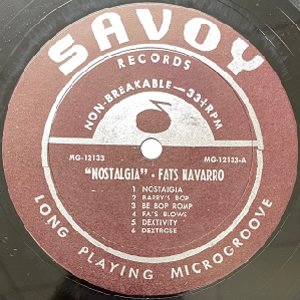 SAVOY
RECORDS
NON-BREAKABLE—33⅓RPM
MG-12133 MG-12133-A
"NOSTALGIA" - FATS NAVARRO
1 NOSTALGIA
2 BARRY'S BOP
3 BE BOP ROMP
4 FA'S BLOWS
5 DEXTIVITY
6 DEXTROSE
LONG PLAYING MICROGROOVE